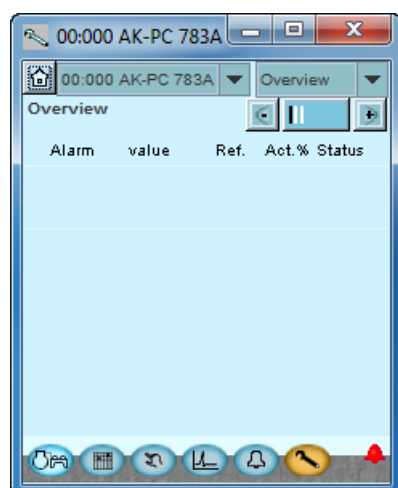 00:000 AK-PC 783A
00:000 AK-PC 783A Overview
Overview
Alarm value Ref. Act.% Status